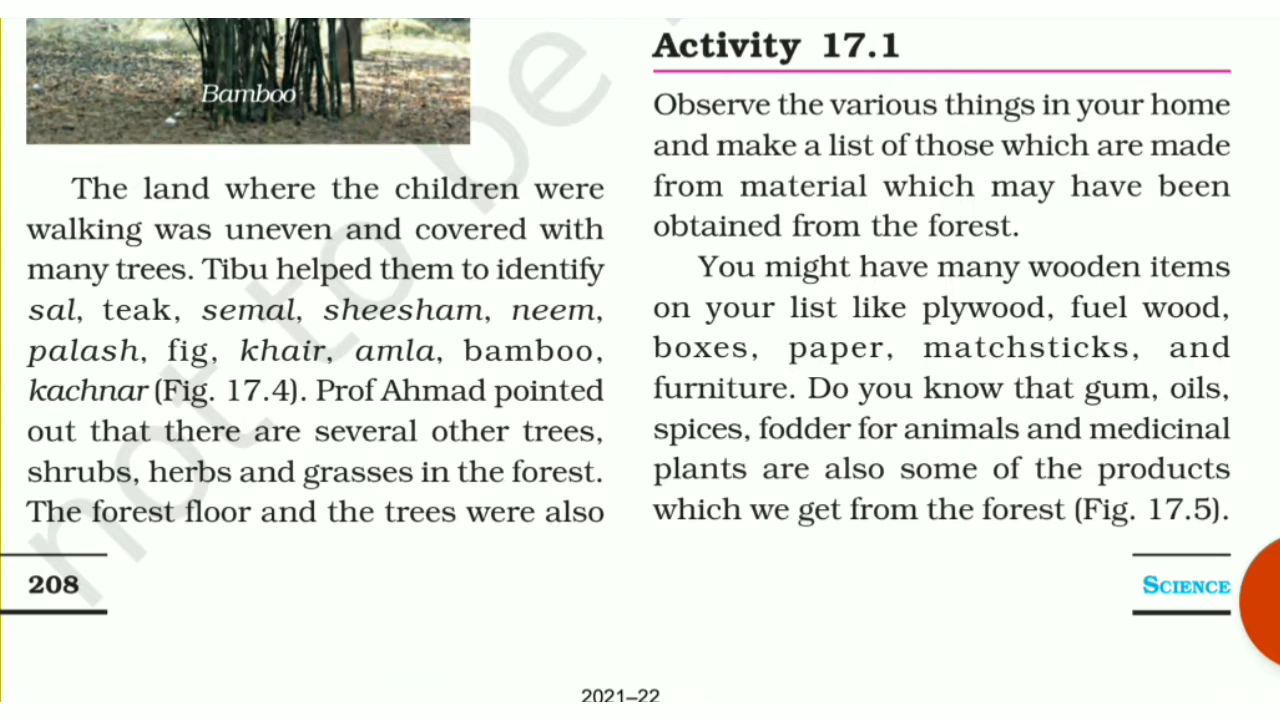 Bamboo
The land where the children were
walking was uneven and covered with
many trees. Tibu helped them to identify
sal, teak, semal, sheesham, neem,
palash, fig, khair, amla, bamboo,
kachnar (Fig. 17.4). Prof Ahmad pointed
out that there are several other trees,
shrubs, herbs and grasses in the forest.
The forest floor and the trees were also
Activity 17.1
Observe the various things in your home
and make a list of those which are made
from material which may have been
obtained from the forest.
You might have many wooden items
on your list like plywood, fuel wood,
boxes, paper, matchsticks, and
furniture. Do you know that gum, oils,
spices, fodder for animals and medicinal
plants are also some of the products
which we get from the forest (Fig. 17.5).
208
SCIENCE
2021–22
not to be